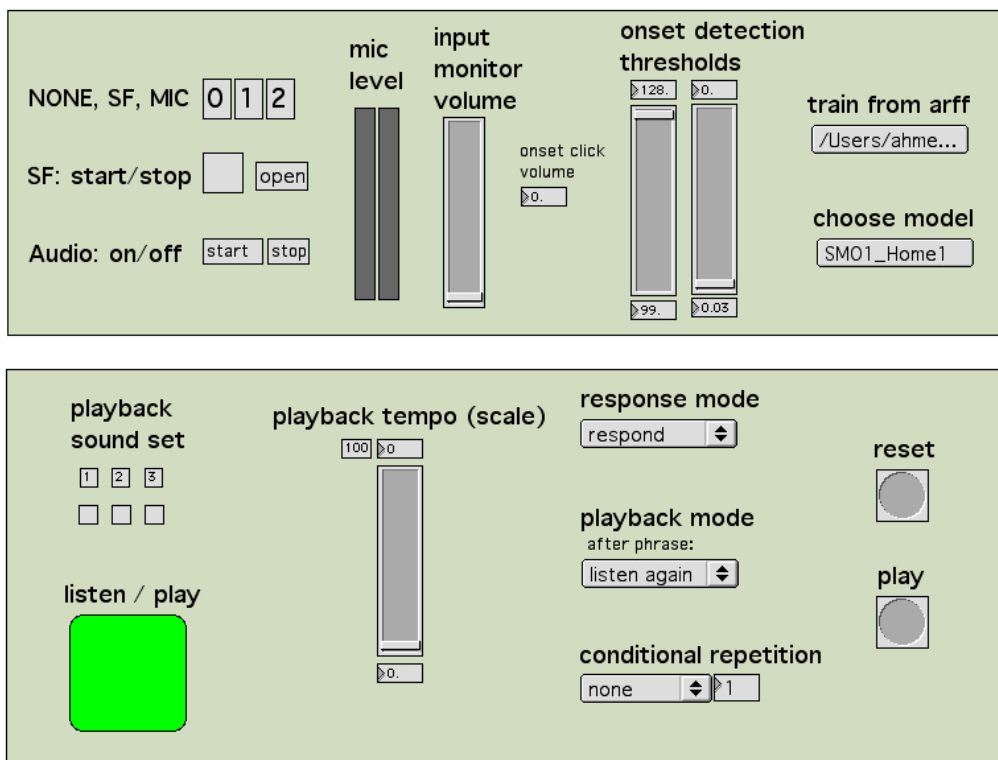 mic
level
input
monitor
volume
onset detection
thresholds
NONE, SF, MIC 0 1 2
128. 0.
train from arff
/Users/ahme...
onset click
volume
0.
SF: start/stop open
choose model
SMO1_Home1
Audio: on/off start stop
99. 0.03
playback
sound set
1 2 3
listen / play
playback tempo (scale)
100 0
0.
response mode
respond
playback mode
after phrase:
listen again
conditional repetition
none 1
reset
play